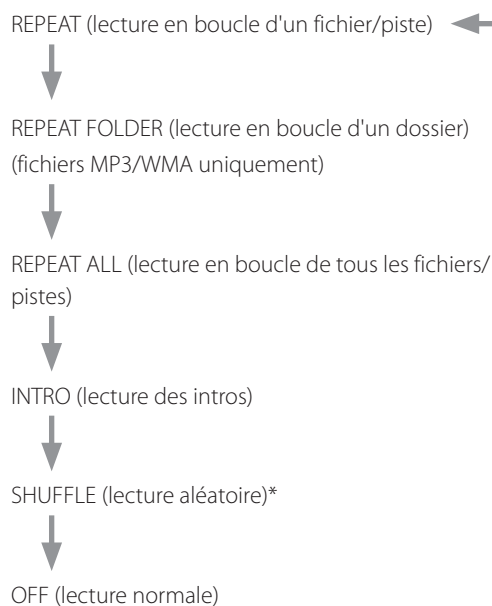 REPEAT (lecture en boucle d'un fichier/piste)
REPEAT FOLDER (lecture en boucle d'un dossier)
(fichiers MP3/WMA uniquement)
REPEAT ALL (lecture en boucle de tous les fichiers/
pistes)
INTRO (lecture des intros)
SHUFFLE (lecture aléatoire)*
OFF (lecture normale)